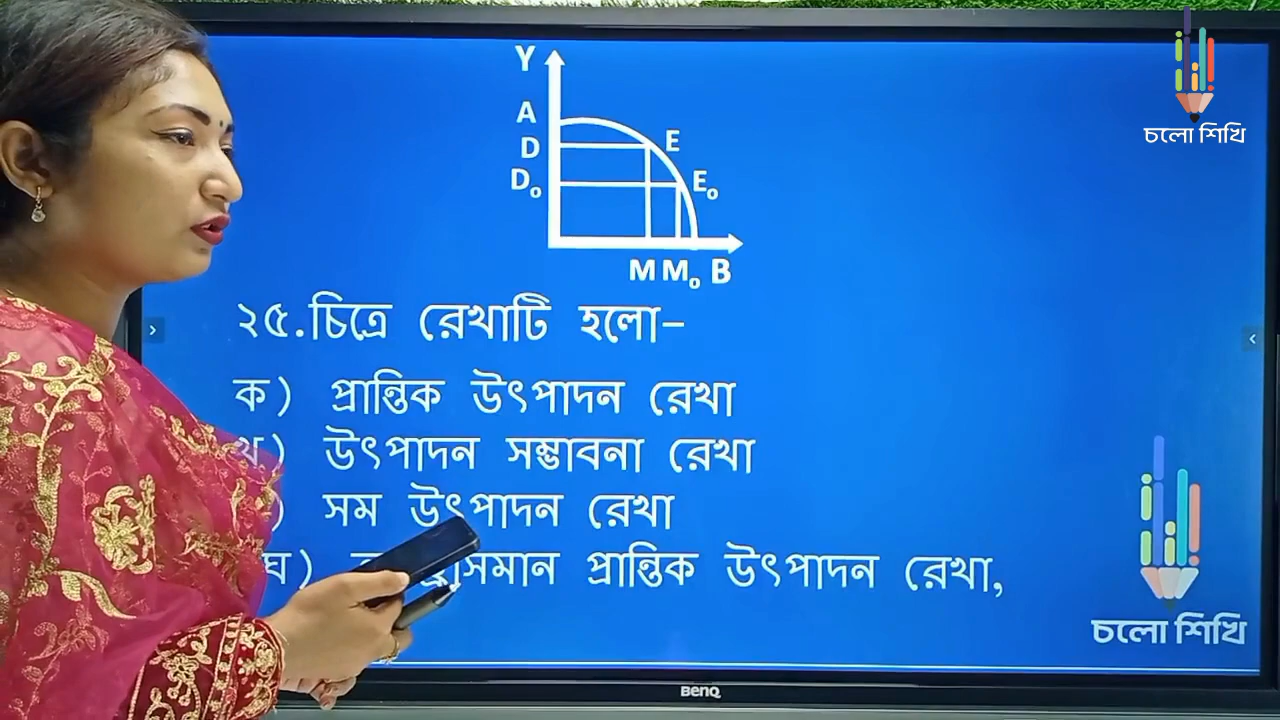 Y
A
D
E
D₀
E₀
M M₀ B
২৫.চিত্রে রেখাটি হলো–
ক) প্রান্তিক উৎপাদন রেখা
খ) উৎপাদন সম্ভাবনা রেখা
) সম উৎপাদন রেখা
ঘ) প্রান্তিক উৎপাদন রেখা,
চলো শিখি
চলো শিখি
BenQ